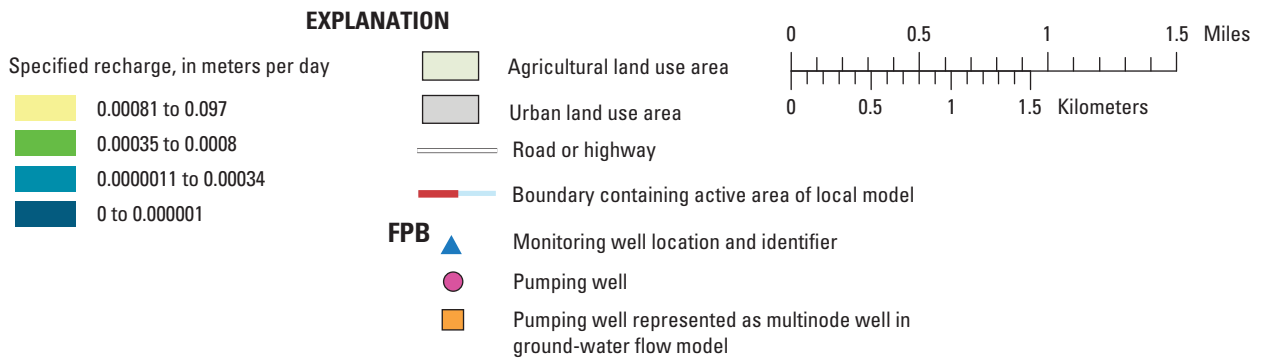 EXPLANATION
Specified recharge, in meters per day
0.00081 to 0.097
0.00035 to 0.0008
0.0000011 to 0.00034
0 to 0.000001
Agricultural land use area
Urban land use area
Road or highway
Boundary containing active area of local model
FPB Monitoring well location and identifier
Pumping well
Pumping well represented as multinode well in
ground-water flow model
0 0.5 1 1.5 Miles
0 0.5 1 1.5 Kilometers